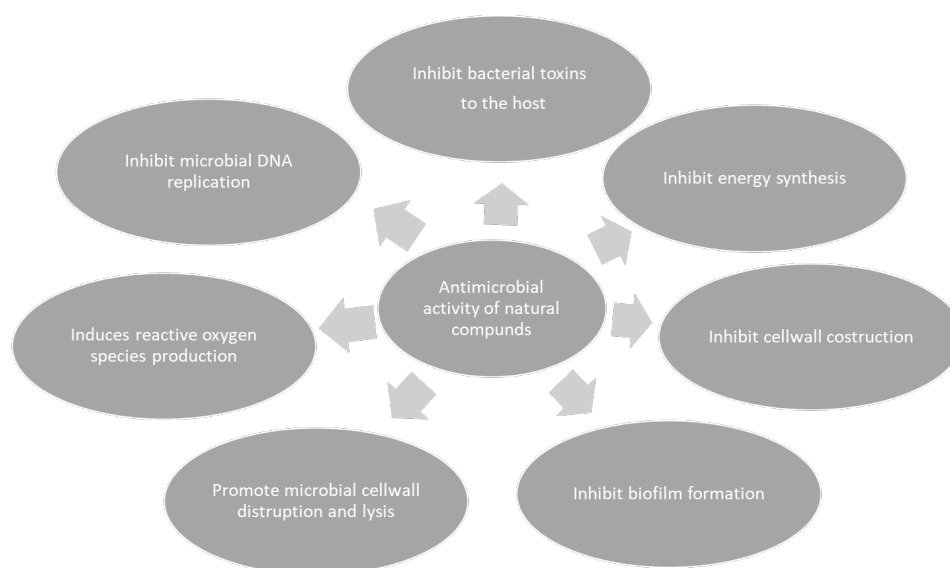 Inhibit bacterial toxins
to the host
Inhibit energy synthesis
Inhibit cellwall costruction
Inhibit biofilm formation
Promote microbial cellwall
distruption and lysis
Induces reactive oxygen
species production
Inhibit microbial DNA
replication
Antimicrobial
activity of natural
compunds